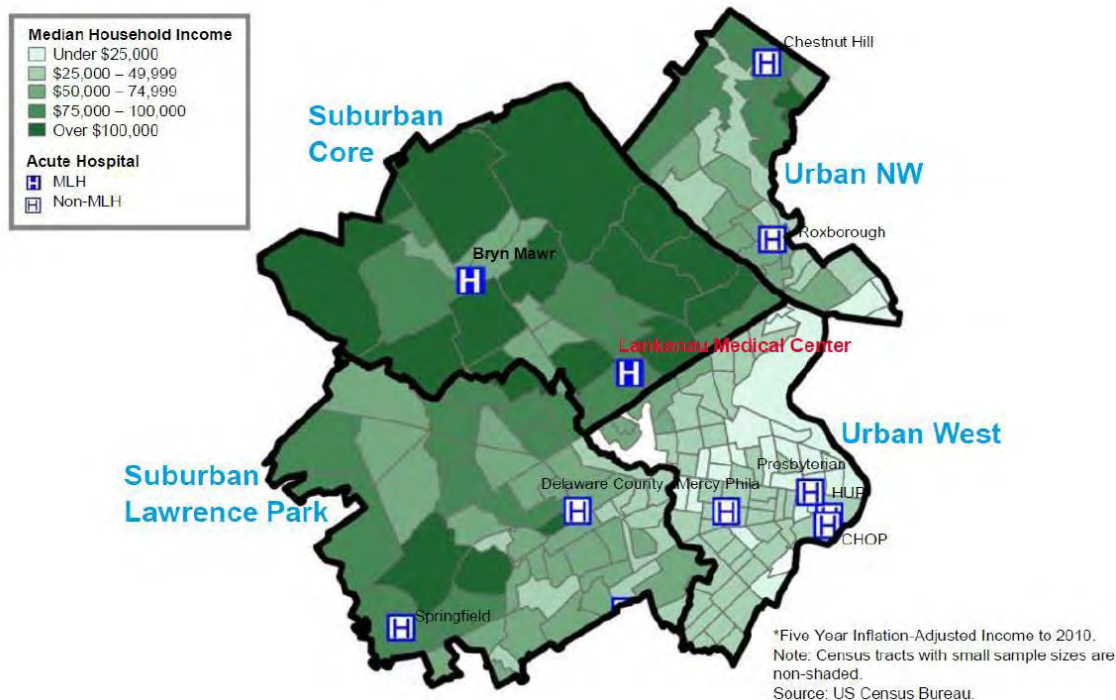 Median Household Income
Under $25,000
$25,000 – 49,999
$50,000 – 74,999
$75,000 – 100,000
Over $100,000
Acute Hospital
H MLH
H Non-MLH
Chestnut Hill
H
Suburban
Core
Urban NW
Roxborough
H
Bryn Mawr
H
Lankenau Medical Center
H
Urban West
Suburban
Lawrence Park
Presbyterian
Delaware County
Mercy Phila
H
H
H
HUP
H
CHOP
Springfield
H
*Five Year Inflation-Adjusted Income to 2010.
Note: Census tracts with small sample sizes are
non-shaded.
Source: US Census Bureau.